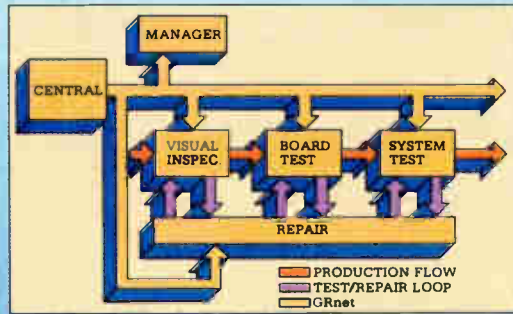 MANAGER
CENTRAL
VISUAL
INSPEC
BOARD
TEST
SYSTEM
TEST
REPAIR
PRODUCTION FLOW
TEST/REPAIR LOOP
GRnet